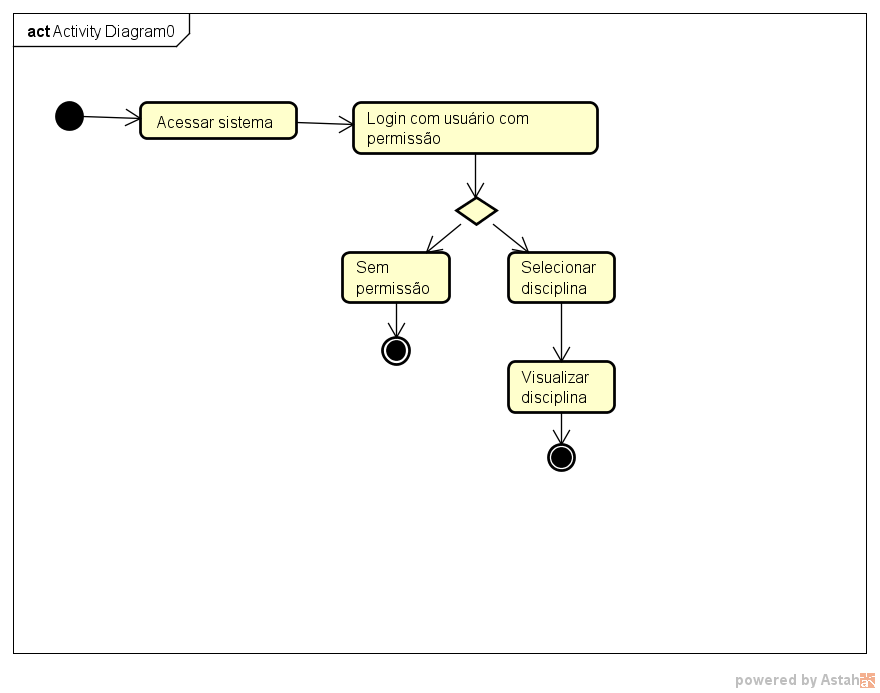 act Activity Diagram0
Acessar sistema
Login com usuário com
permissão
Sem
permissão
Selecionar
disciplina
Visualizar
disciplina
powered by Astah